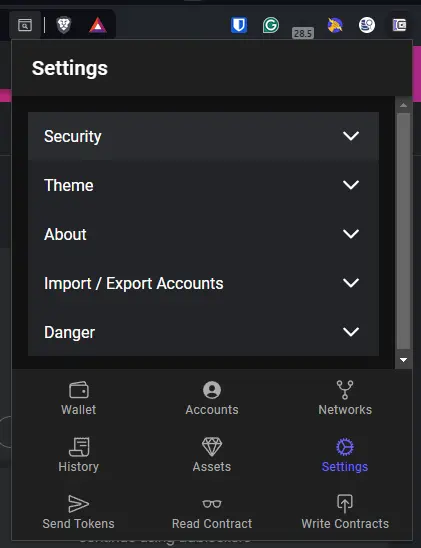 28.5
Settings
Security
Theme
About
Import / Export Accounts
Danger
Wallet
Accounts
Networks
History
Assets
Settings
Send Tokens
Read Contract
Write Contracts